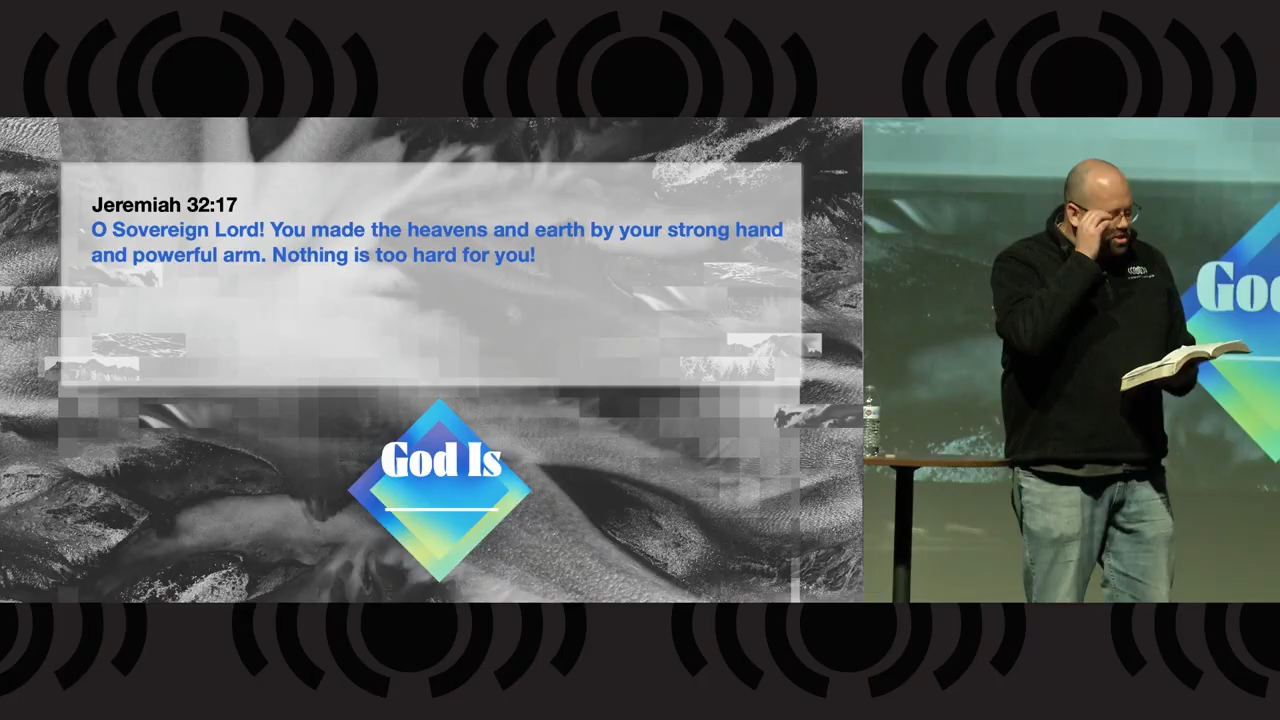 Jeremiah 32:17
O Sovereign Lord! You made the heavens and earth by your strong hand
and powerful arm. Nothing is too hard for you!
God Is